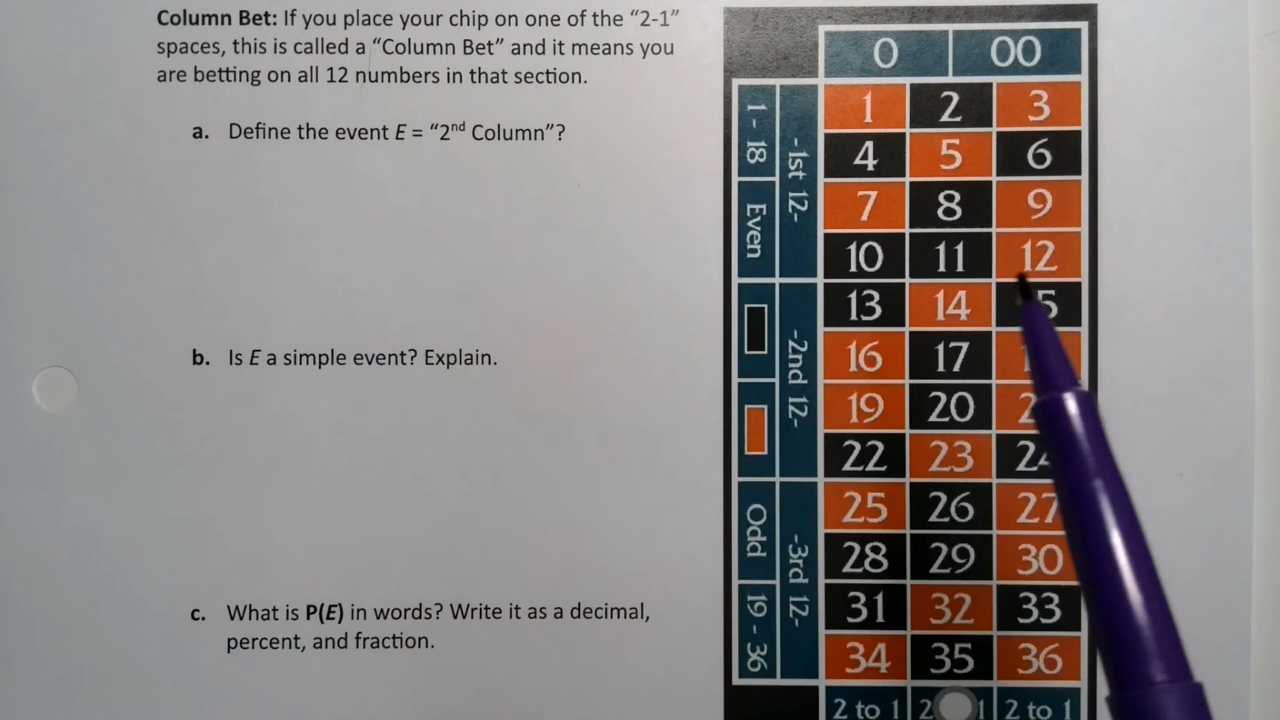 Column Bet: If you place your chip on one of the “2-1”
spaces, this is called a “Column Bet” and it means you
are betting on all 12 numbers in that section.
a. Define the event E = “2nd Column”?
b. Is E a simple event? Explain.
c. What is P(E) in words? Write it as a decimal,
percent, and fraction.
0 00
1 - 18
Even
Odd
19 - 36
-1st 12-
-2nd 12-
-3rd 12-
1 2 3
4 5 6
7 8 9
10 11 12
13 14
16 17
19 20
22 23
25 26 27
28 29 30
31 32 33
34 35 36
2 to 1 2 to 1